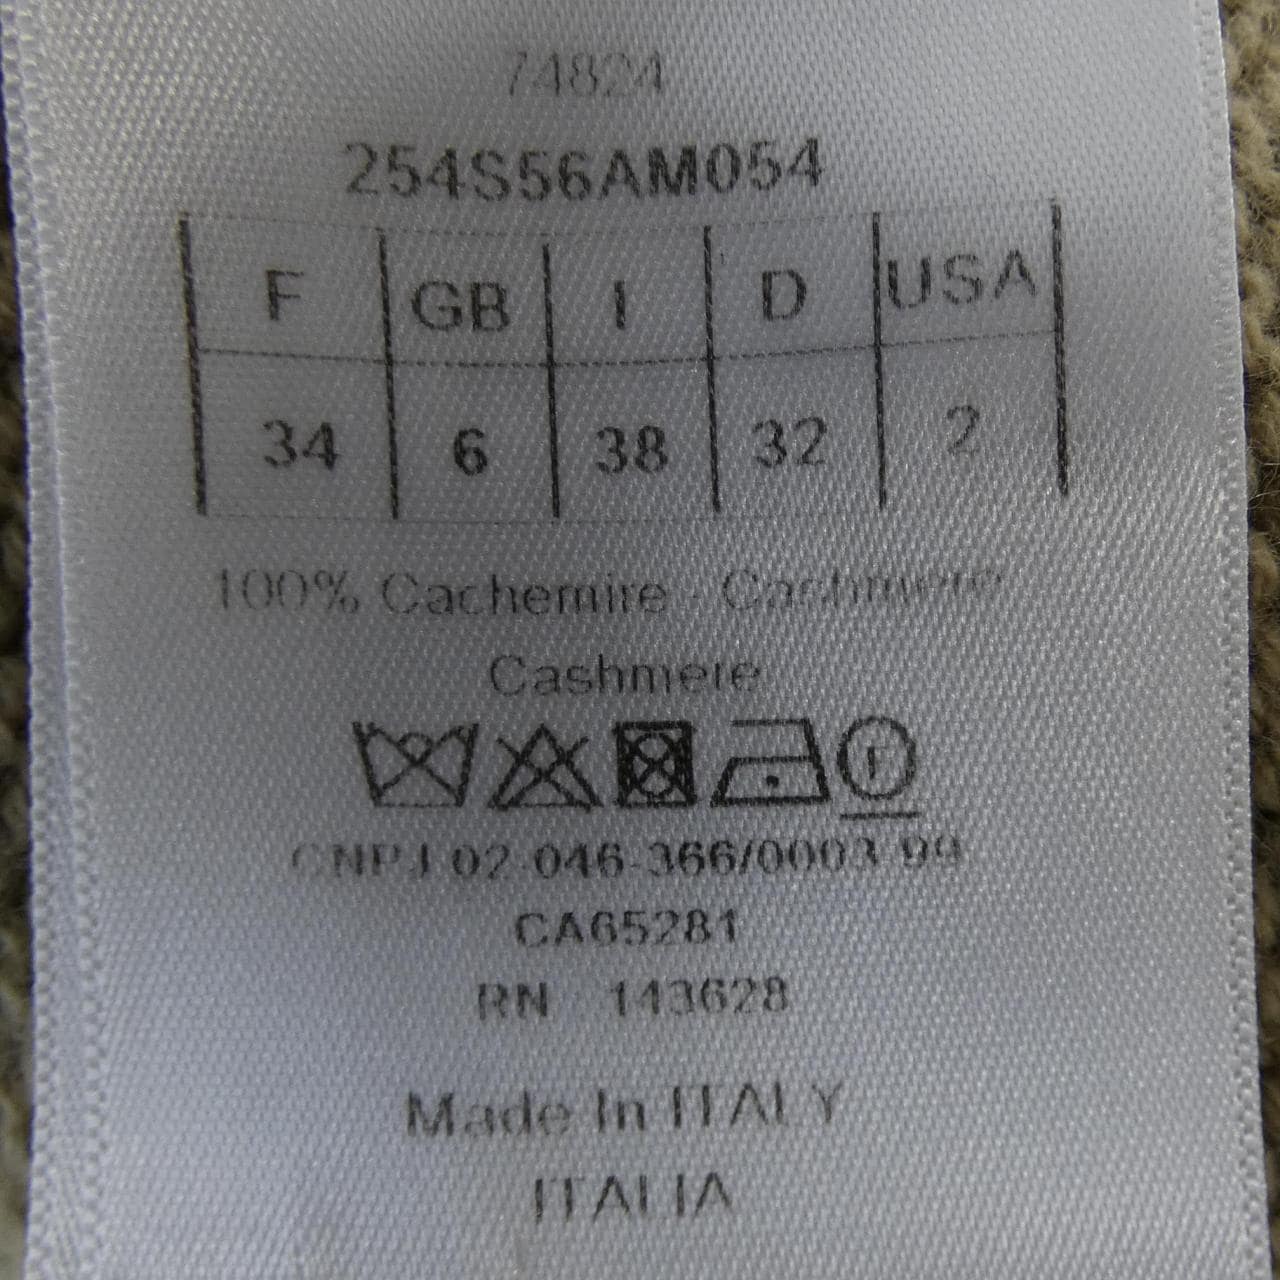 74824
254S56AM054
F GB I D USA
34 6 38 32 2
100% Cachemire - Cashmere
Cashmere
CNPJ 02-046-366/0003-99
CA65281
RN 143628
Made In ITALY
ITALIA